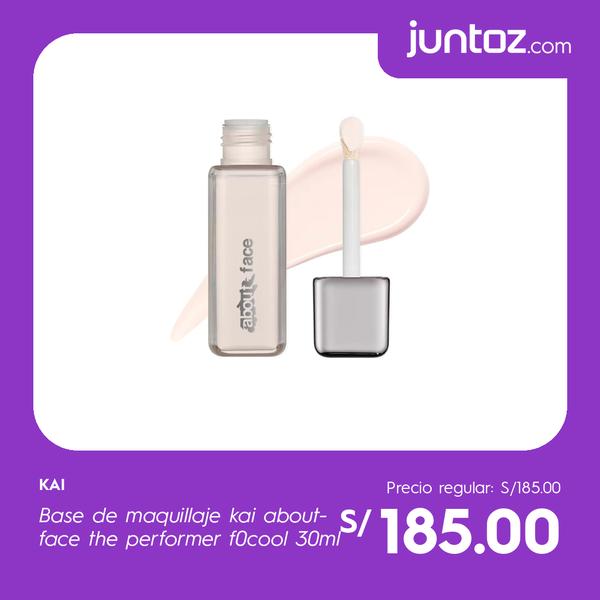 juntoz.com
about-face
KAI
Base de maquillaje kai about-
face the performer f0cool 30ml
Precio regular: S/185.00
S/185.00